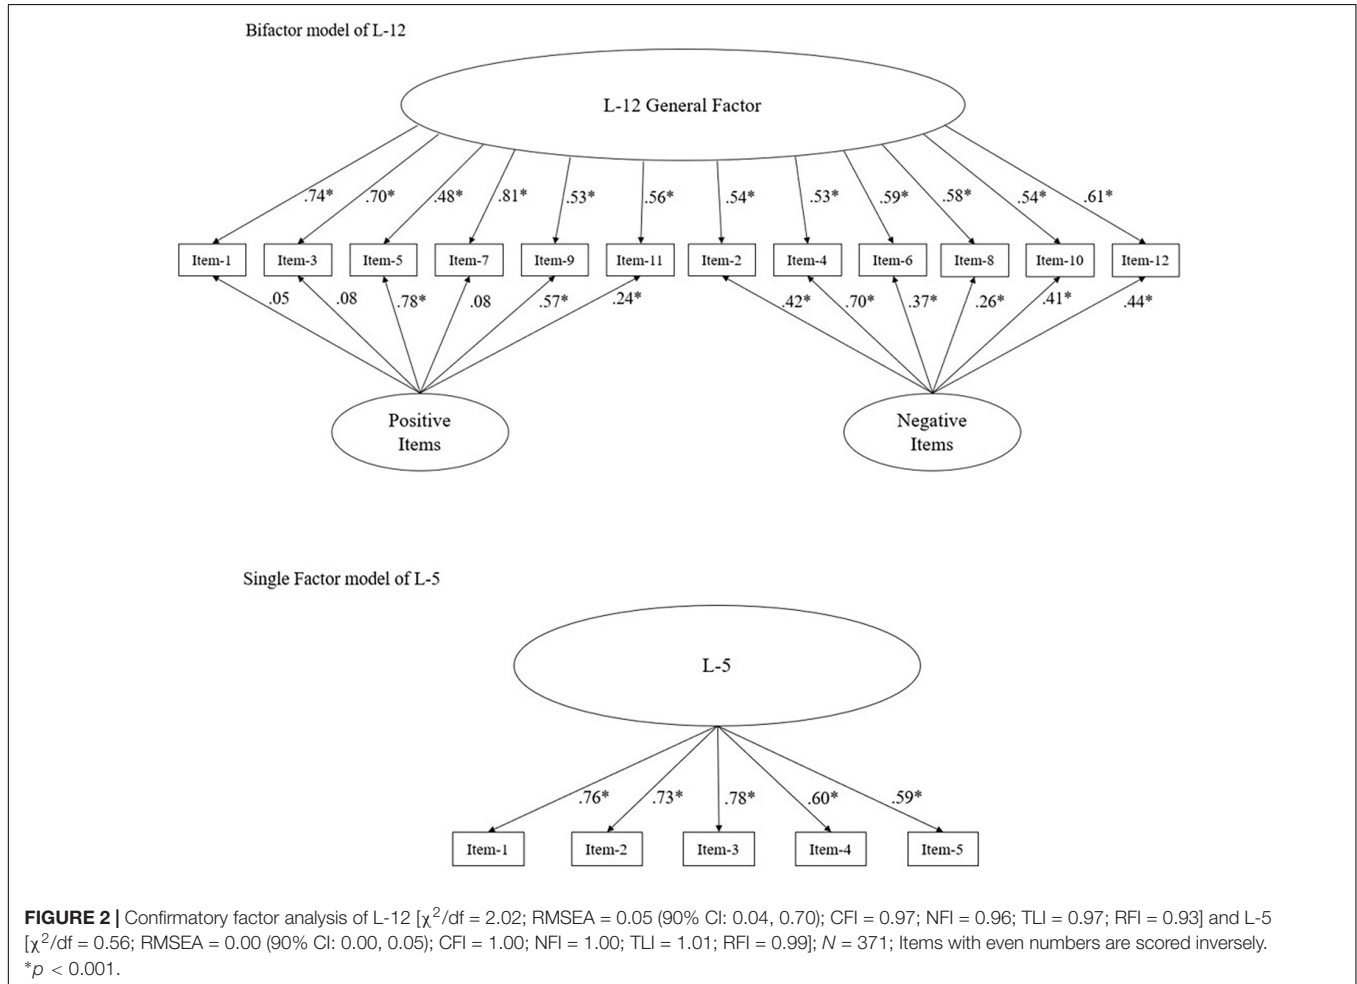 Bifactor model of L-12
L-12 General Factor
.74* .70* .48* .81* .53* .56* .54* .53* .59* .58* .54* .61*
Item-1 Item-3 Item-5 Item-7 Item-9 Item-11 Item-2 Item-4 Item-6 Item-8 Item-10 Item-12
.05 .08 .78* .08 .57* .24* .42* .70* .37* .26* .41* .44*
Positive Negative
Items Items
Single Factor model of L-5
L-5
.76* .73* .78* .60* .59*
Item-1 Item-2 Item-3 Item-4 Item-5
FIGURE 2 | Confirmatory factor analysis of L-12 [χ²/df = 2.02; RMSEA = 0.05 (90% CI: 0.04, 0.70); CFI = 0.97; NFI = 0.96; TLI = 0.97; RFI = 0.93] and L-5
[χ²/df = 0.56; RMSEA = 0.00 (90% CI: 0.00, 0.05); CFI = 1.00; NFI = 1.00; TLI = 1.01; RFI = 0.99]; N = 371; Items with even numbers are scored inversely.
*p < 0.001.